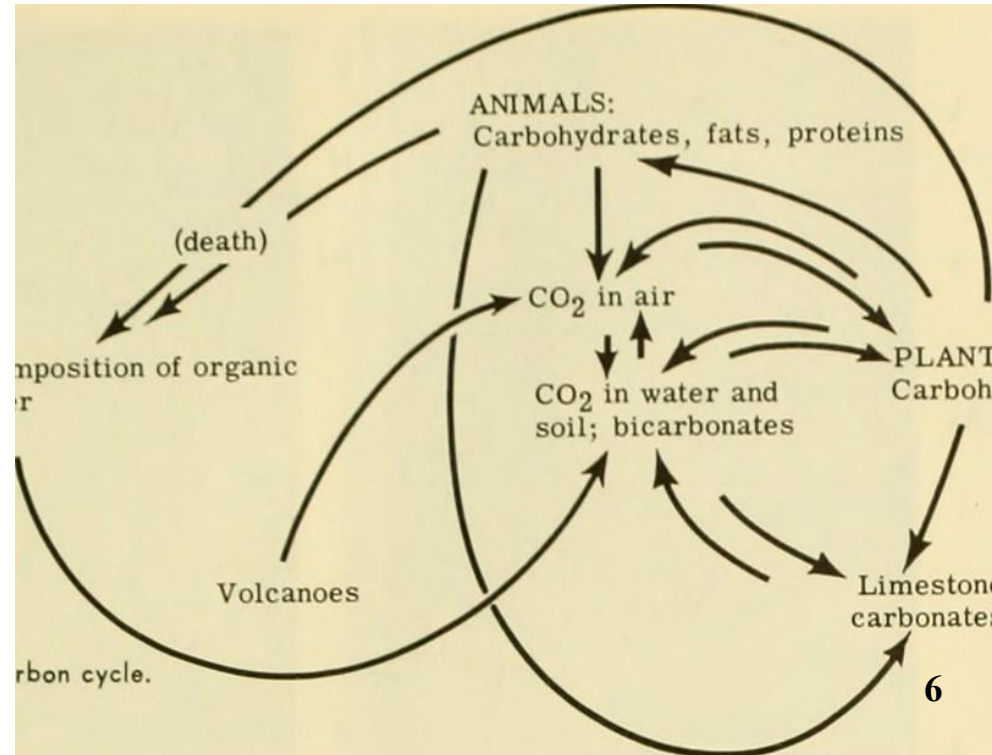 ANIMALS:
Carbohydrates, fats, proteins
(death)
CO₂ in air
mposition of organic
r
PLANT
Carboh
CO₂ in water and
soil; bicarbonates
Volcanoes
Limestone
carbonates
rbon cycle.
6